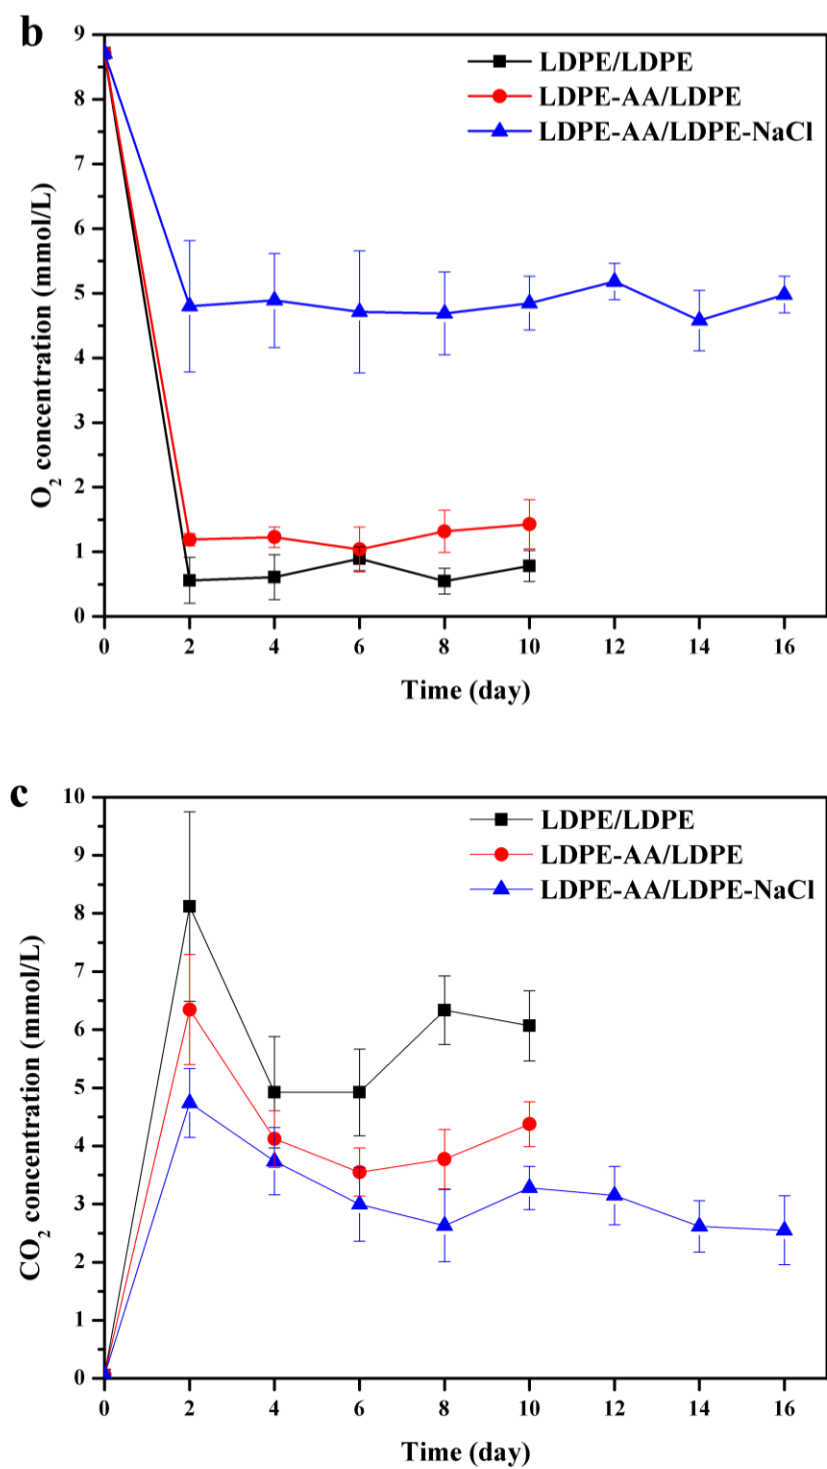 b
9
8
7
6
5
4
3
2
1
0
O₂ concentration (mmol/L)
LDPE/LDPE
LDPE-AA/LDPE
LDPE-AA/LDPE-NaCl
0 2 4 6 8 10 12 14 16
Time (day)
c
10
9
8
7
6
5
4
3
2
1
0
CO₂ concentration (mmol/L)
LDPE/LDPE
LDPE-AA/LDPE
LDPE-AA/LDPE-NaCl
0 2 4 6 8 10 12 14 16
Time (day)